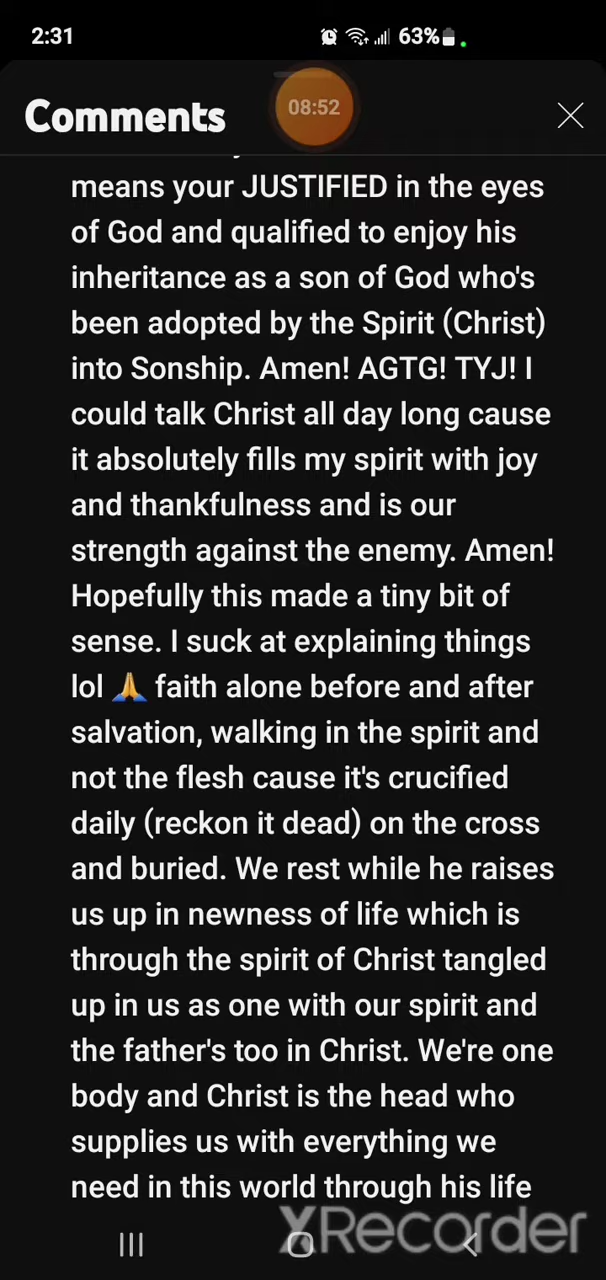 2:31
63%
Comments
08:52
means your JUSTIFIED in the eyes
of God and qualified to enjoy his
inheritance as a son of God who's
been adopted by the Spirit (Christ)
into Sonship. Amen! AGTG! TYJ! I
could talk Christ all day long cause
it absolutely fills my spirit with joy
and thankfulness and is our
strength against the enemy. Amen!
Hopefully this made a tiny bit of
sense. I suck at explaining things
lol 🙏 faith alone before and after
salvation, walking in the spirit and
not the flesh cause it's crucified
daily (reckon it dead) on the cross
and buried. We rest while he raises
us up in newness of life which is
through the spirit of Christ tangled
up in us as one with our spirit and
the father's too in Christ. We're one
body and Christ is the head who
supplies us with everything we
need in this world through his life
XRecorder